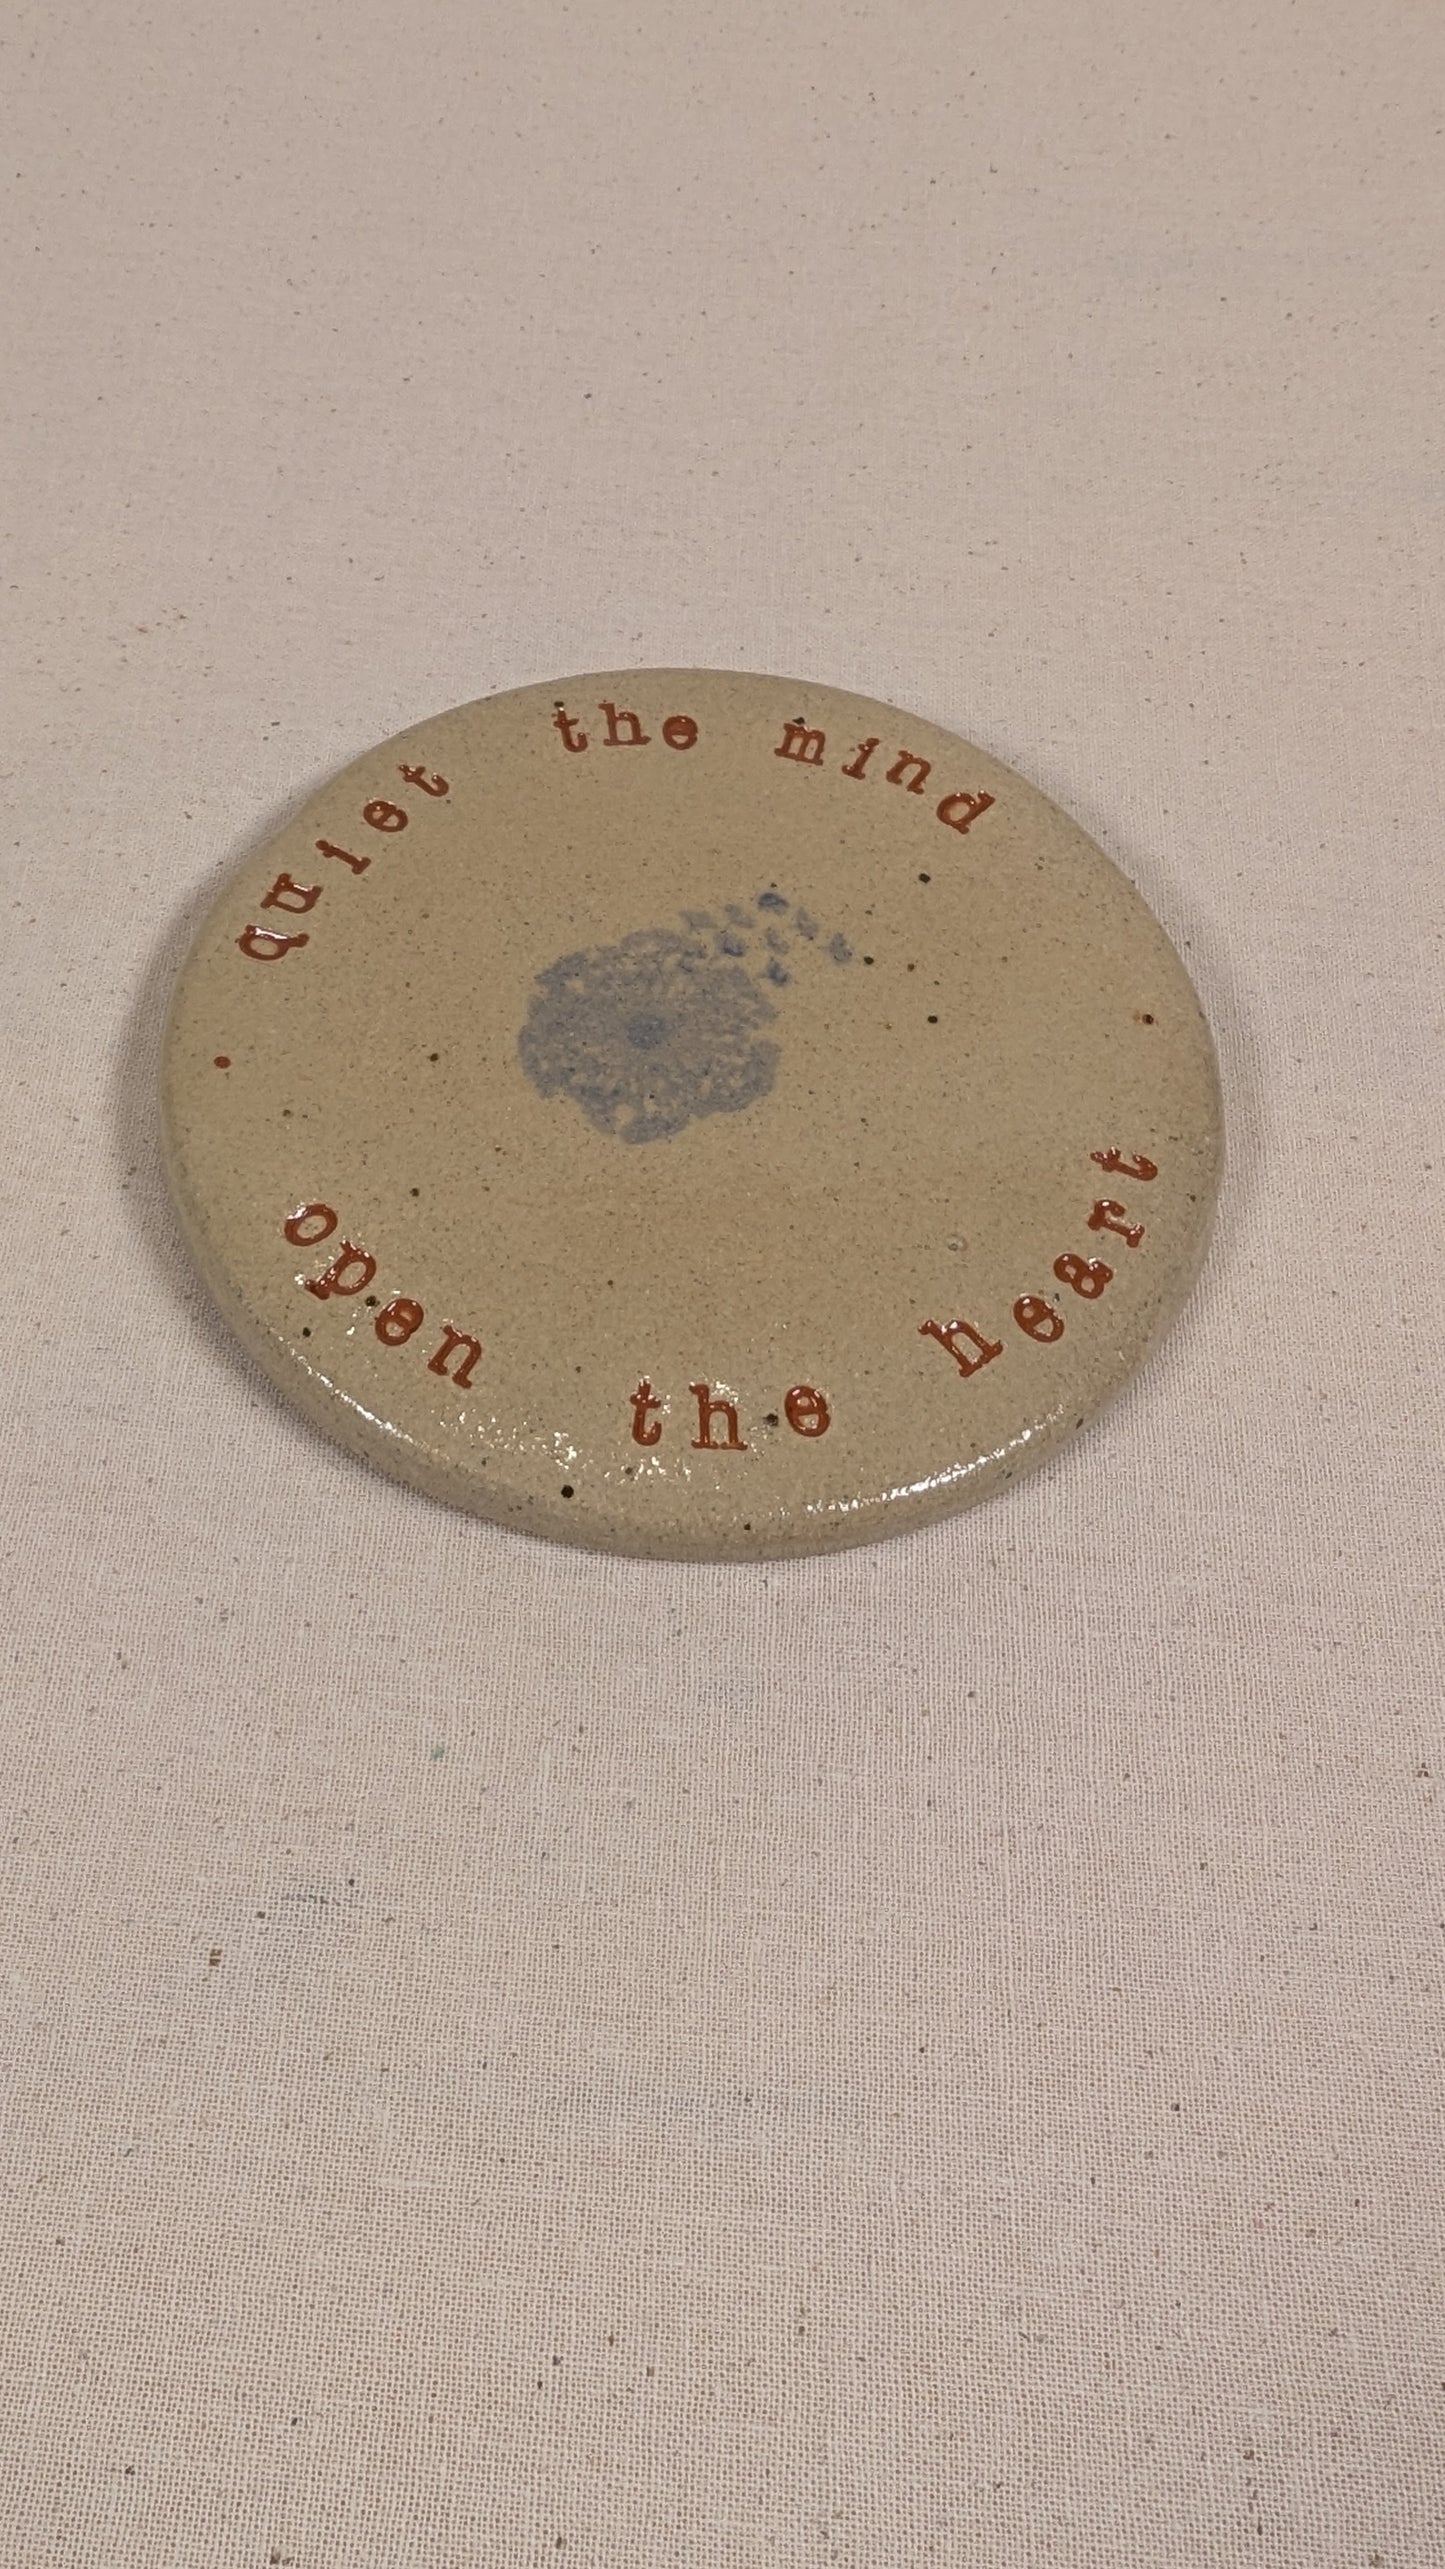 quiet the mind
open the heart